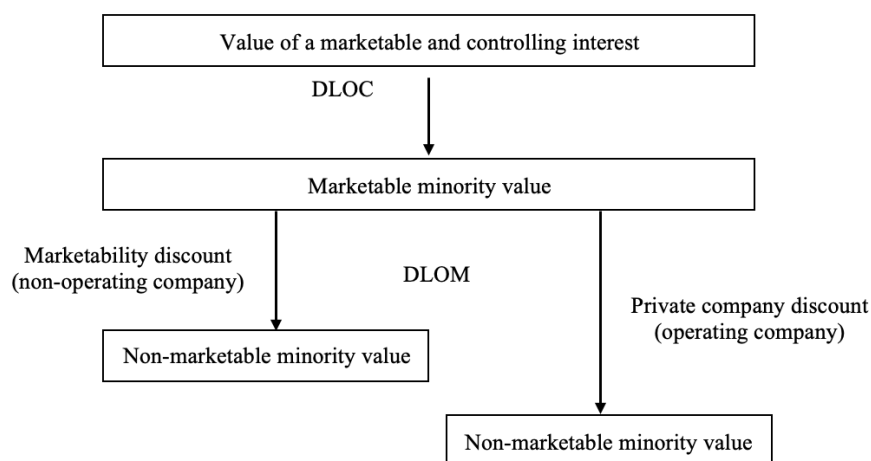 Value of a marketable and controlling interest
DLOC
Marketable minority value
Marketability discount
(non-operating company)
DLOM
Private company discount
(operating company)
Non-marketable minority value
Non-marketable minority value